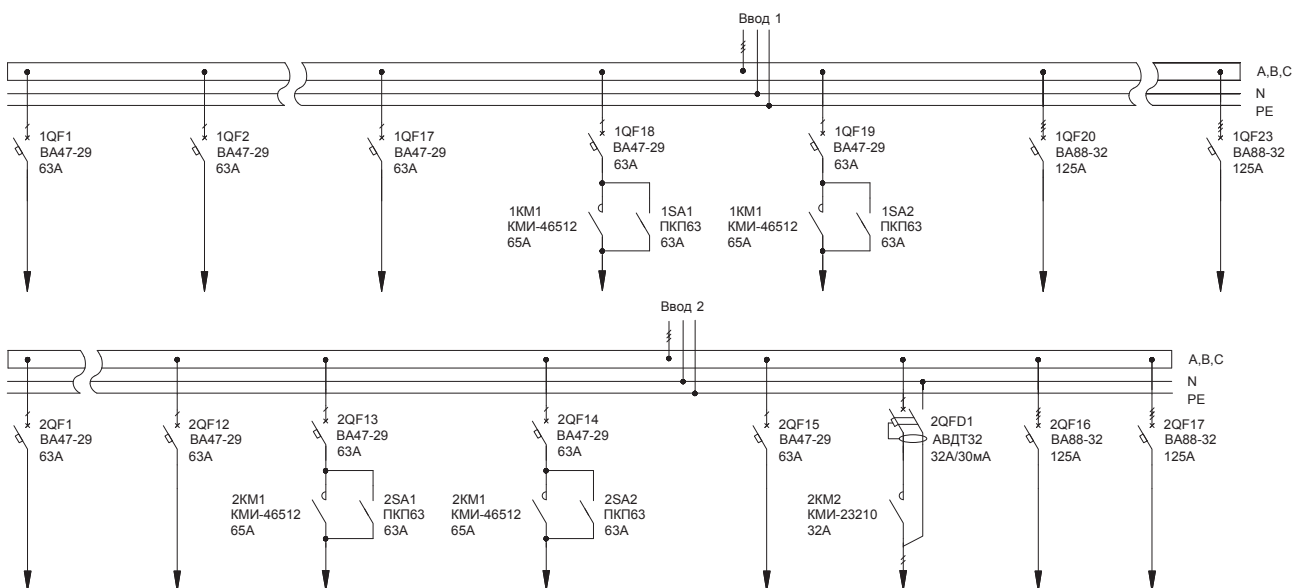 Ввод 1
A,B,C
N
PE
1QF1
ВА47-29
63А
1QF2
ВА47-29
63А
1QF17
ВА47-29
63А
1QF18
ВА47-29
63А
1QF19
ВА47-29
63А
1QF20
ВА88-32
125А
1QF23
ВА88-32
125А
1КМ1
КМИ-46512
65А
1SA1
ПКП63
63А
1КМ1
КМИ-46512
65А
1SA2
ПКП63
63А
Ввод 2
A,B,C
N
PE
2QF1
ВА47-29
63А
2QF12
ВА47-29
63А
2QF13
ВА47-29
63А
2QF14
ВА47-29
63А
2QF15
ВА47-29
63А
2QFD1
АВДТ32
32А/30мА
2QF16
ВА88-32
125А
2QF17
ВА88-32
125А
2КМ1
КМИ-46512
65А
2SA1
ПКП63
63А
2КМ1
КМИ-46512
65А
2SA2
ПКП63
63А
2КМ2
КМИ-23210
32А